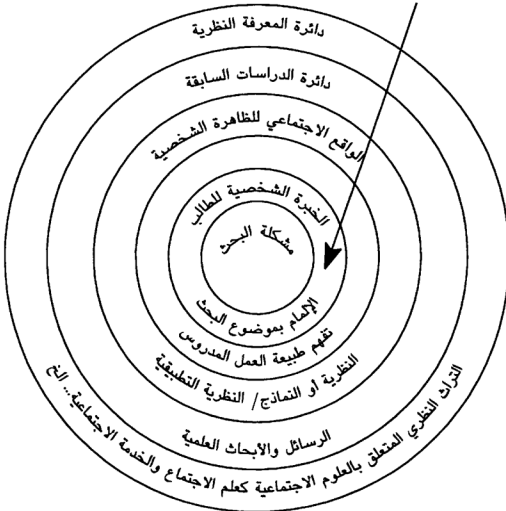 دائرة المعرفة النظرية
دائرة الدراسات السابقة
الواقع الاجتماعي للظاهرة الشخصية
الخبرة الشخصية للطالب
مشكلة البحث
الإلمام بموضوع البحث
تفهم طبيعة العمل المدروس
النظرية أو النماذج/ النظرية التطبيقية
الرسائل والأبحاث العلمية
التراث النظري المتعلق بالعلوم الاجتماعية كعلم الاجتماع والخدمة الاجتماعية... الخ